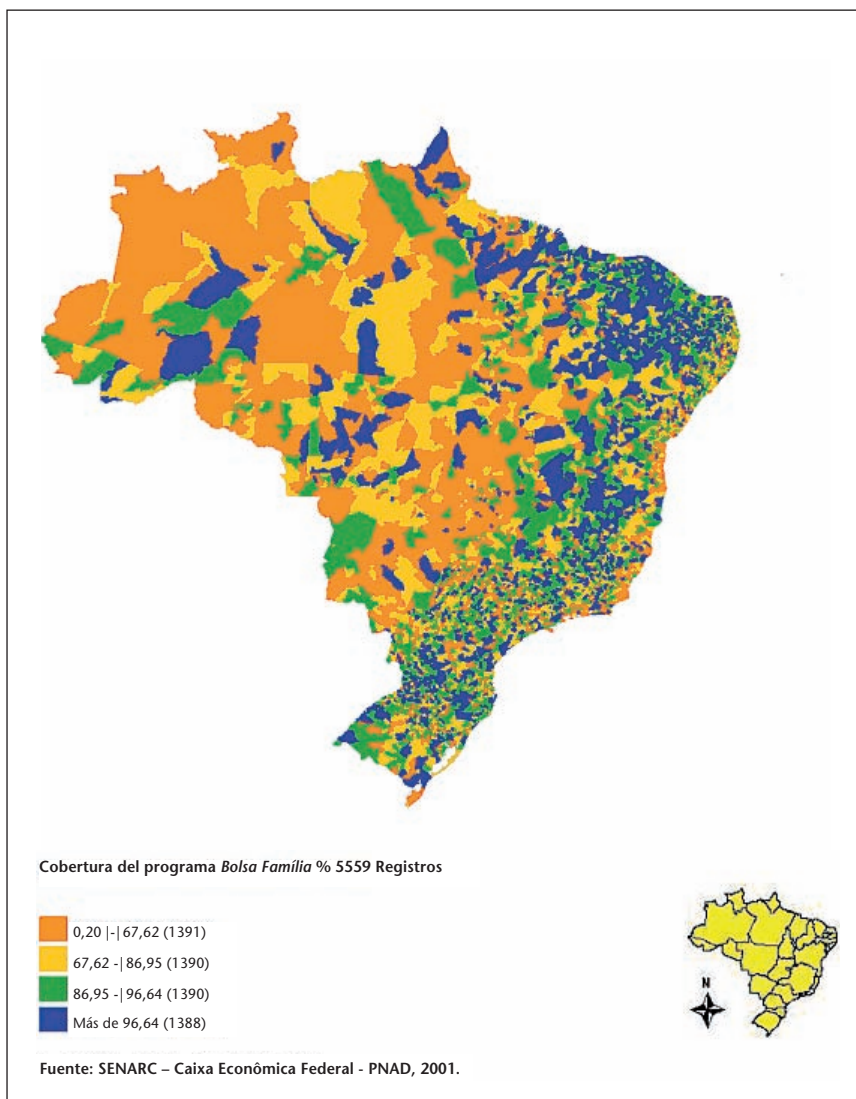 Cobertura del programa Bolsa Família % 5559 Registros
0,20 |-| 67,62 (1391)
67,62 -| 86,95 (1390)
86,95 -| 96,64 (1390)
Más de 96,64 (1388)
N
Fuente: SENARC – Caixa Econômica Federal - PNAD, 2001.